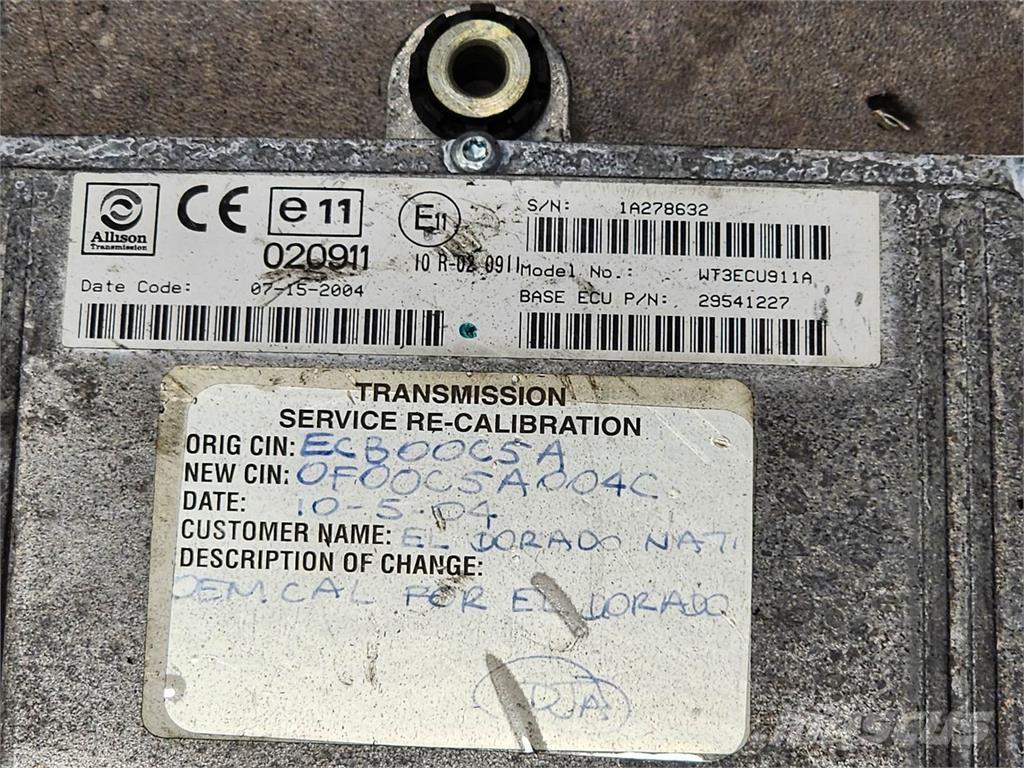 Allison
Transmission
CE
e11
020911
E11
10 R-02 0911
Date Code: 07-15-2004
S/N: 1A278632
Model No.: WT3ECU911A
BASE ECU P/N: 29541227
TRANSMISSION
SERVICE RE-CALIBRATION
ORIG CIN: ECB00C5A
NEW CIN: 0F00C5A004C
DATE: 10-5-04
CUSTOMER NAME: EL DORADO NATI
DESCRIPTION OF CHANGE:
OEM CAL FOR EL DORADO
DJA
MASCUS